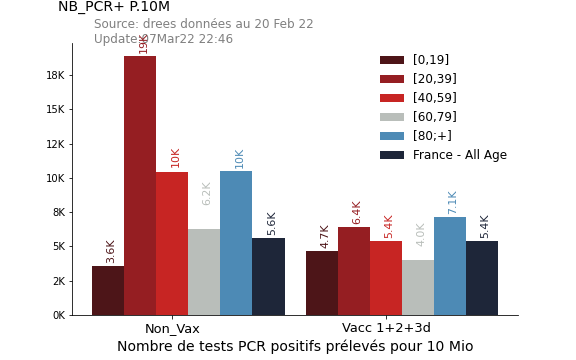 NB_PCR+ P.10M
Source: drees données au 20 Feb 22
Update: 7Mar22 22:46
19K
[0,19]
[20,39]
[40,59]
[60,79]
[80;+]
France - All Age
18K
15K
12K
10K
8K
5K
2K
0K
3.6K
10K
6.2K
10K
5.6K
4.7K
6.4K
5.4K
4.0K
7.1K
5.4K
Non_Vax
Vacc 1+2+3d
Nombre de tests PCR positifs prélevés pour 10 Mio